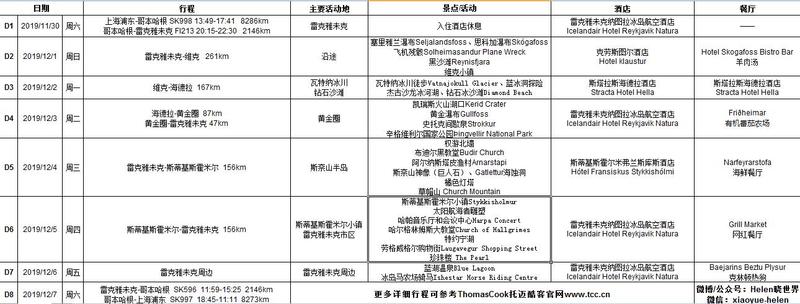 日期 行程 主要活动地 景点/活动 酒店 餐厅
D1 2019/11/30 周六 上海浦东-哥本哈根 SK998 13:49-17:41 8286km
哥本哈根-雷克雅未克 FI213 20:15-22:30 2146km 雷克雅未克 入住酒店休息 雷克雅未克纳图拉冰岛航空酒店
Icelandair Hotel Reykjavik Natura
D2 2019/12/1 周日 雷克雅未克-维克 261km 沿途 塞里雅兰瀑布Seljalandsfoss、思科加瀑布Skógafoss
飞机残骸Solheimasandur Plane Wreck
黑沙滩Reynisfjara
维克小镇 克劳斯图尔酒店
Hotel klaustur Hotel Skogafoss Bistro Bar
羊肉汤
D3 2019/12/2 周一 维克-海德拉 167km 瓦特纳冰川
钻石沙滩 瓦特纳冰川徒步Vatnajokull Glacier、蓝冰洞探险
杰古沙龙冰河湖、钻石冰沙滩Diamond Beach 斯塔拉斯海德拉酒店
Stracta Hotel Hella 斯塔拉斯海德拉酒店
Stracta Hotel Hella
D4 2019/12/3 周二 海德拉-黄金圈 87km
黄金圈-雷克雅未克 47km 黄金圈 凯瑞斯火山湖口Kerid Crater
黄金瀑布Gullfoss
史托克间歇泉Strokkur
辛格维利尔国家公园Þingvellir National Park 雷克雅未克纳图拉冰岛航空酒店
Icelandair Hotel Reykjavik Natura Friðheimar
有机番茄农场
D5 2019/12/4 周三 雷克雅未克-斯蒂基斯霍米尔 156km 斯奈山半岛 权游北墙
布迪尔黑教堂Budir Church
阿尔纳斯塔皮渔村Arnarstapi
斯奈山神像（巨人石）、Gatlettur海蚀洞
橘色灯塔
草帽山 Church Mountain 斯蒂基斯霍尔米弗兰斯库斯酒店
Hótel Fransiskus Stykkishólmi Narfeyrarstofa
海鲜餐厅
D6 2019/12/5 周四 斯蒂基斯霍米尔-雷克雅未克 156km 斯蒂基斯霍米尔小镇
雷克雅未克市区 斯蒂基斯霍米尔小镇Stykkisholmur
太阳航海者雕塑
哈帕音乐厅和会议中心Harpa Concert
哈尔格林姆斯大教堂Church of Hallgrims
特约宁湖
劳格威格尔购物街Laugavegur Shopping Street
珍珠楼 The Pearl 雷克雅未克纳图拉冰岛航空酒店
Icelandair Hotel Reykjavik Natura Grill Market
网红餐厅
D7 2019/12/6 周五 雷克雅未克周边 雷克雅未克周边 蓝湖温泉Blue Lagoon
冰岛马农场骑马Ishestar Horse Riding Centre 雷克雅未克纳图拉冰岛航空酒店
Icelandair Hotel Reykjavik Natura Baejarins Beztu Plysur
克林顿热狗
D8 2019/12/7 周六 雷克雅未克-哥本哈根 SK596 11:59-15:25 2146km
哥本哈根-上海浦东 SK997 18:45-11:11 8273km 更多详细行程可参考ThomasCook托迈酷客官网www.tcc.cn
微博/公众号：Helen晓世界
微信：xiaoyue-helen